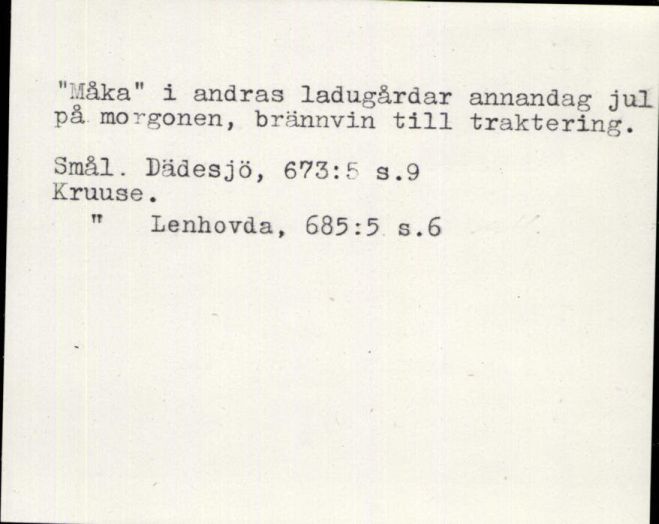 "Måka" i andras ladugårdar annandag jul
på morgonen, brännvin till traktering.
Smål. Dädesjö, 673:5 s.9
Kruuse.
" Lenhovda, 685:5 s.6